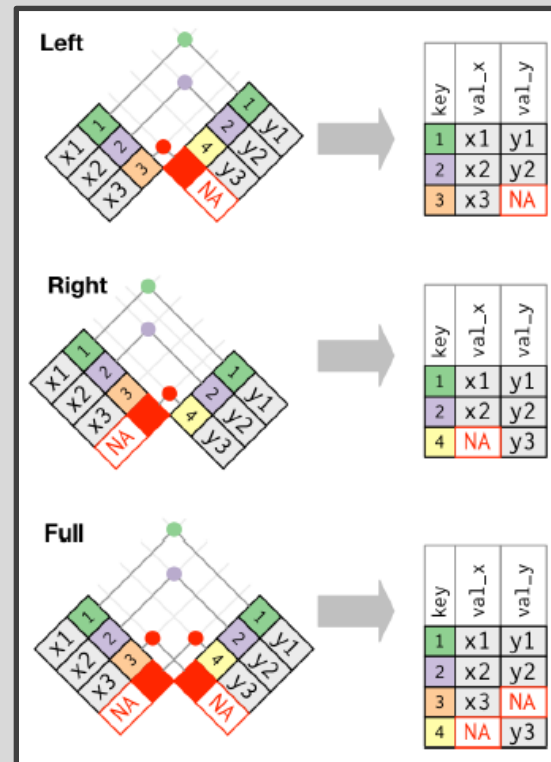 Left
1 x1
2 x2
3 x3
1 y1
2 y2
4 y3
NA
key val_x val_y
1 x1 y1
2 x2 y2
3 x3 NA
Right
1 x1
2 x2
3 x3
NA
1 y1
2 y2
4 y3
key val_x val_y
1 x1 y1
2 x2 y2
4 NA y3
Full
1 x1
2 x2
3 x3
NA
1 y1
2 y2
4 y3
NA
key val_x val_y
1 x1 y1
2 x2 y2
3 x3 NA
4 NA y3